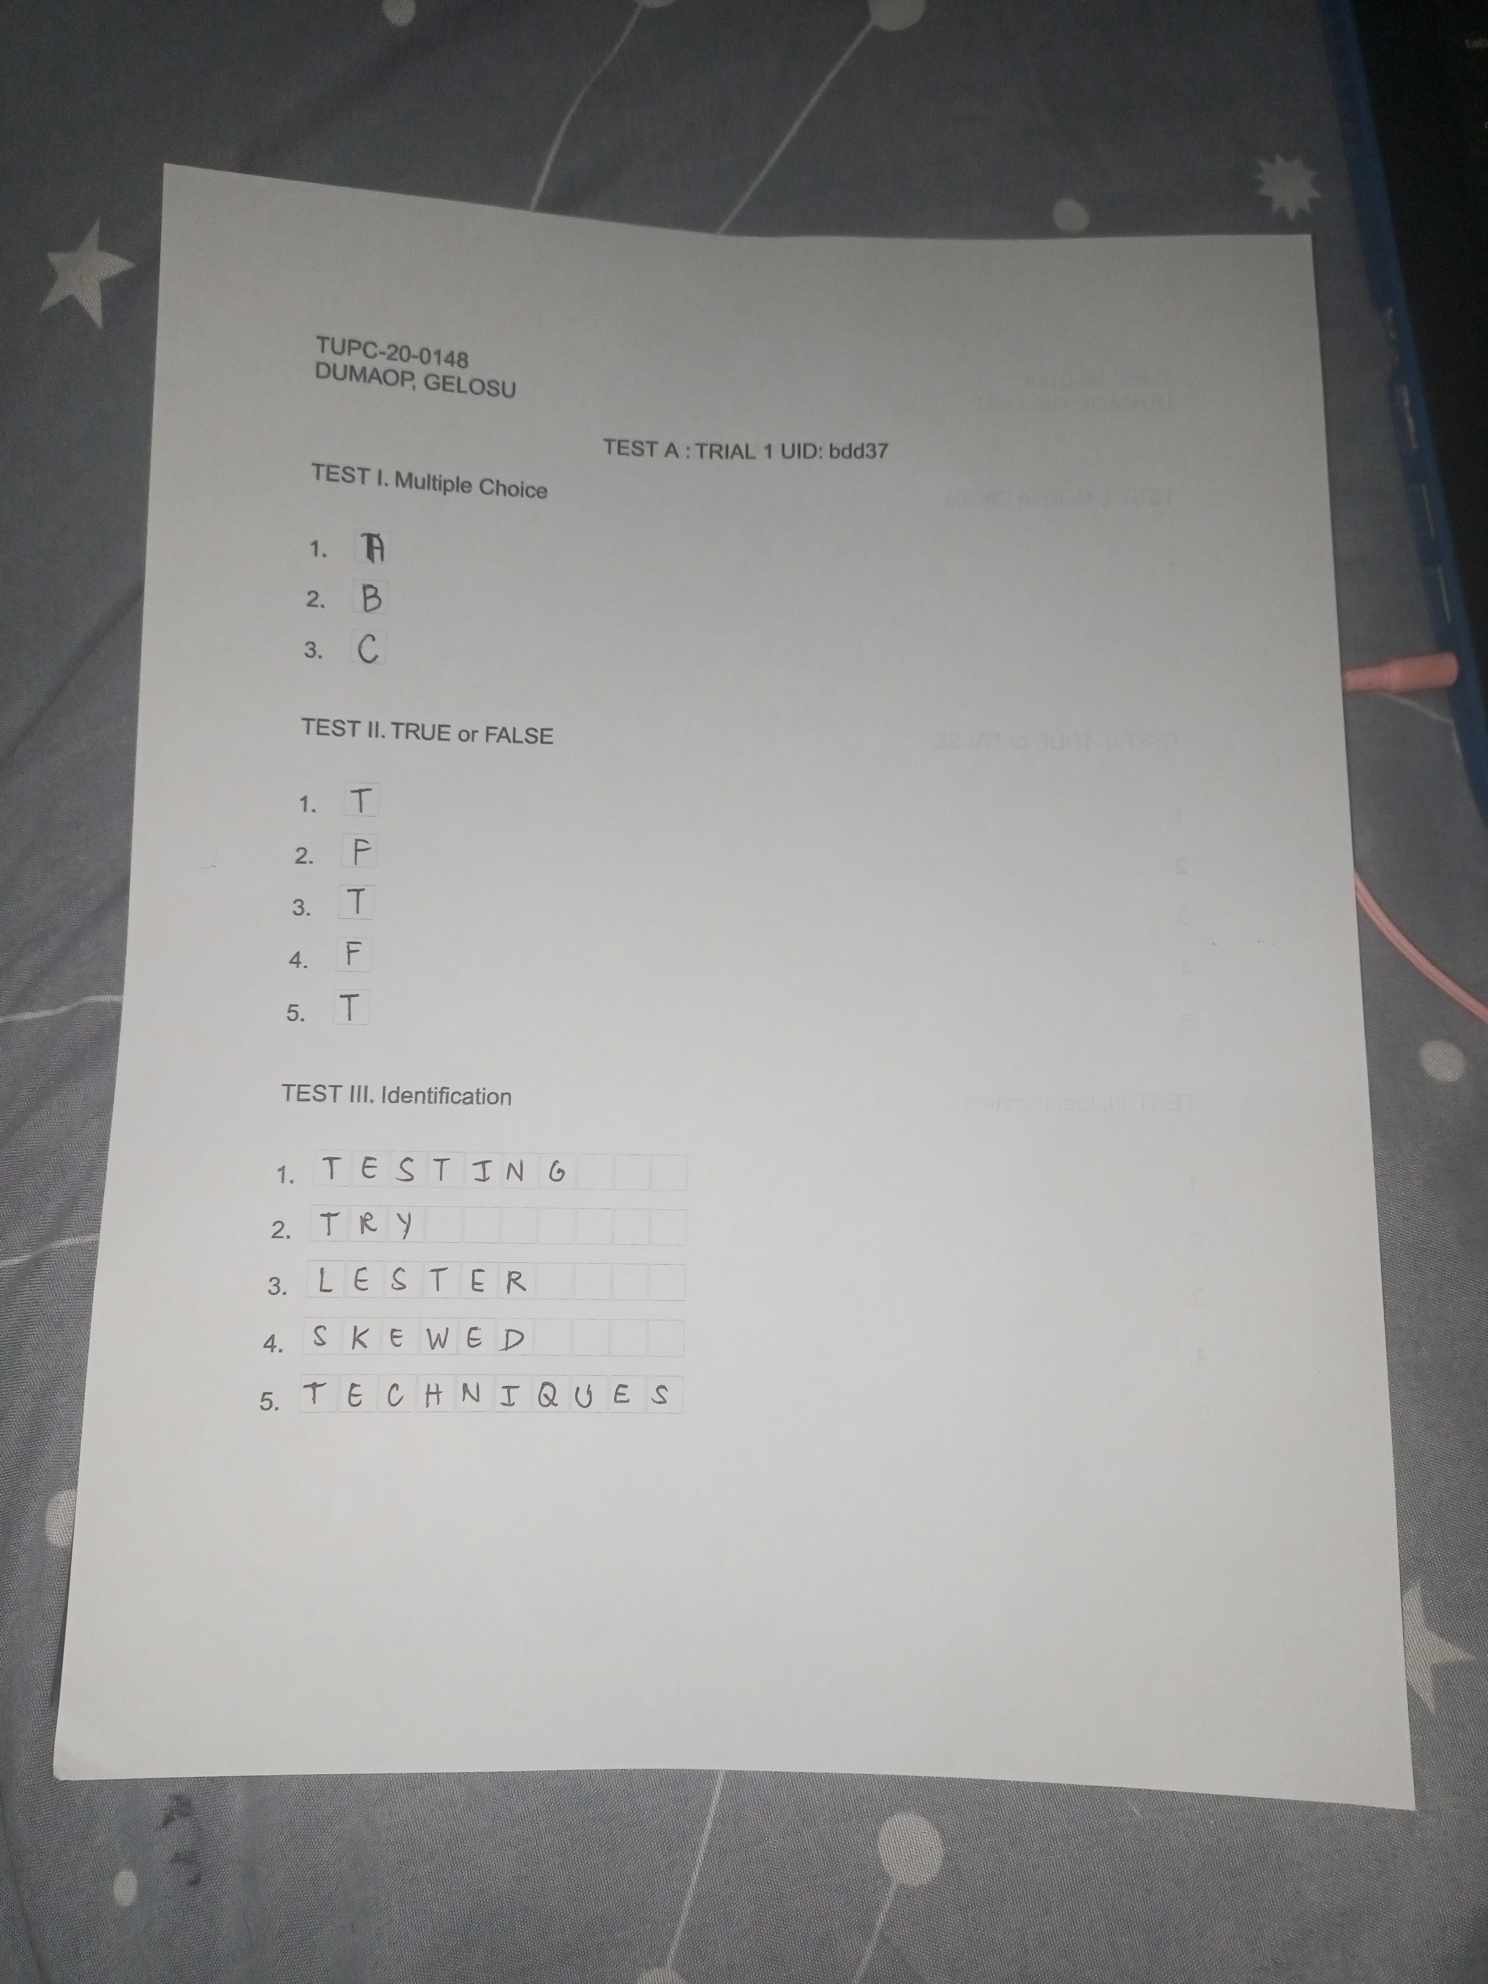 TUPC-20-0148
DUMAOP, GELOSU
TEST A : TRIAL 1 UID: bdd37
TEST I. Multiple Choice
1. A
2. B
3. C
TEST II. TRUE or FALSE
1. T
2. F
3. T
4. F
5. T
TEST III. Identification
1. TESTING
2. TRY
3. LESTER
4. SKEWED
5. TECHNIQUES